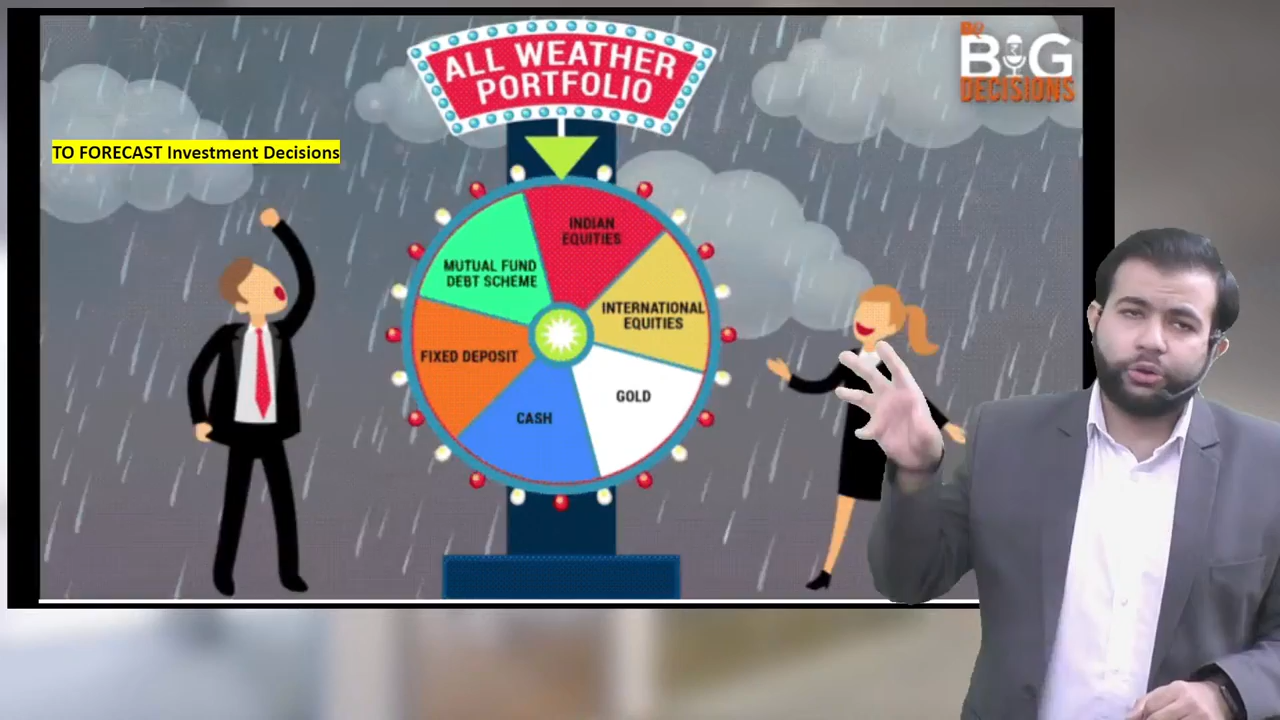 ALL WEATHER
PORTFOLIO
BIG
DECISIONS
TO FORECAST Investment Decisions
INDIAN
EQUITIES
MUTUAL FUND
DEBT SCHEME
INTERNATIONAL
EQUITIES
FIXED DEPOSIT
GOLD
CASH